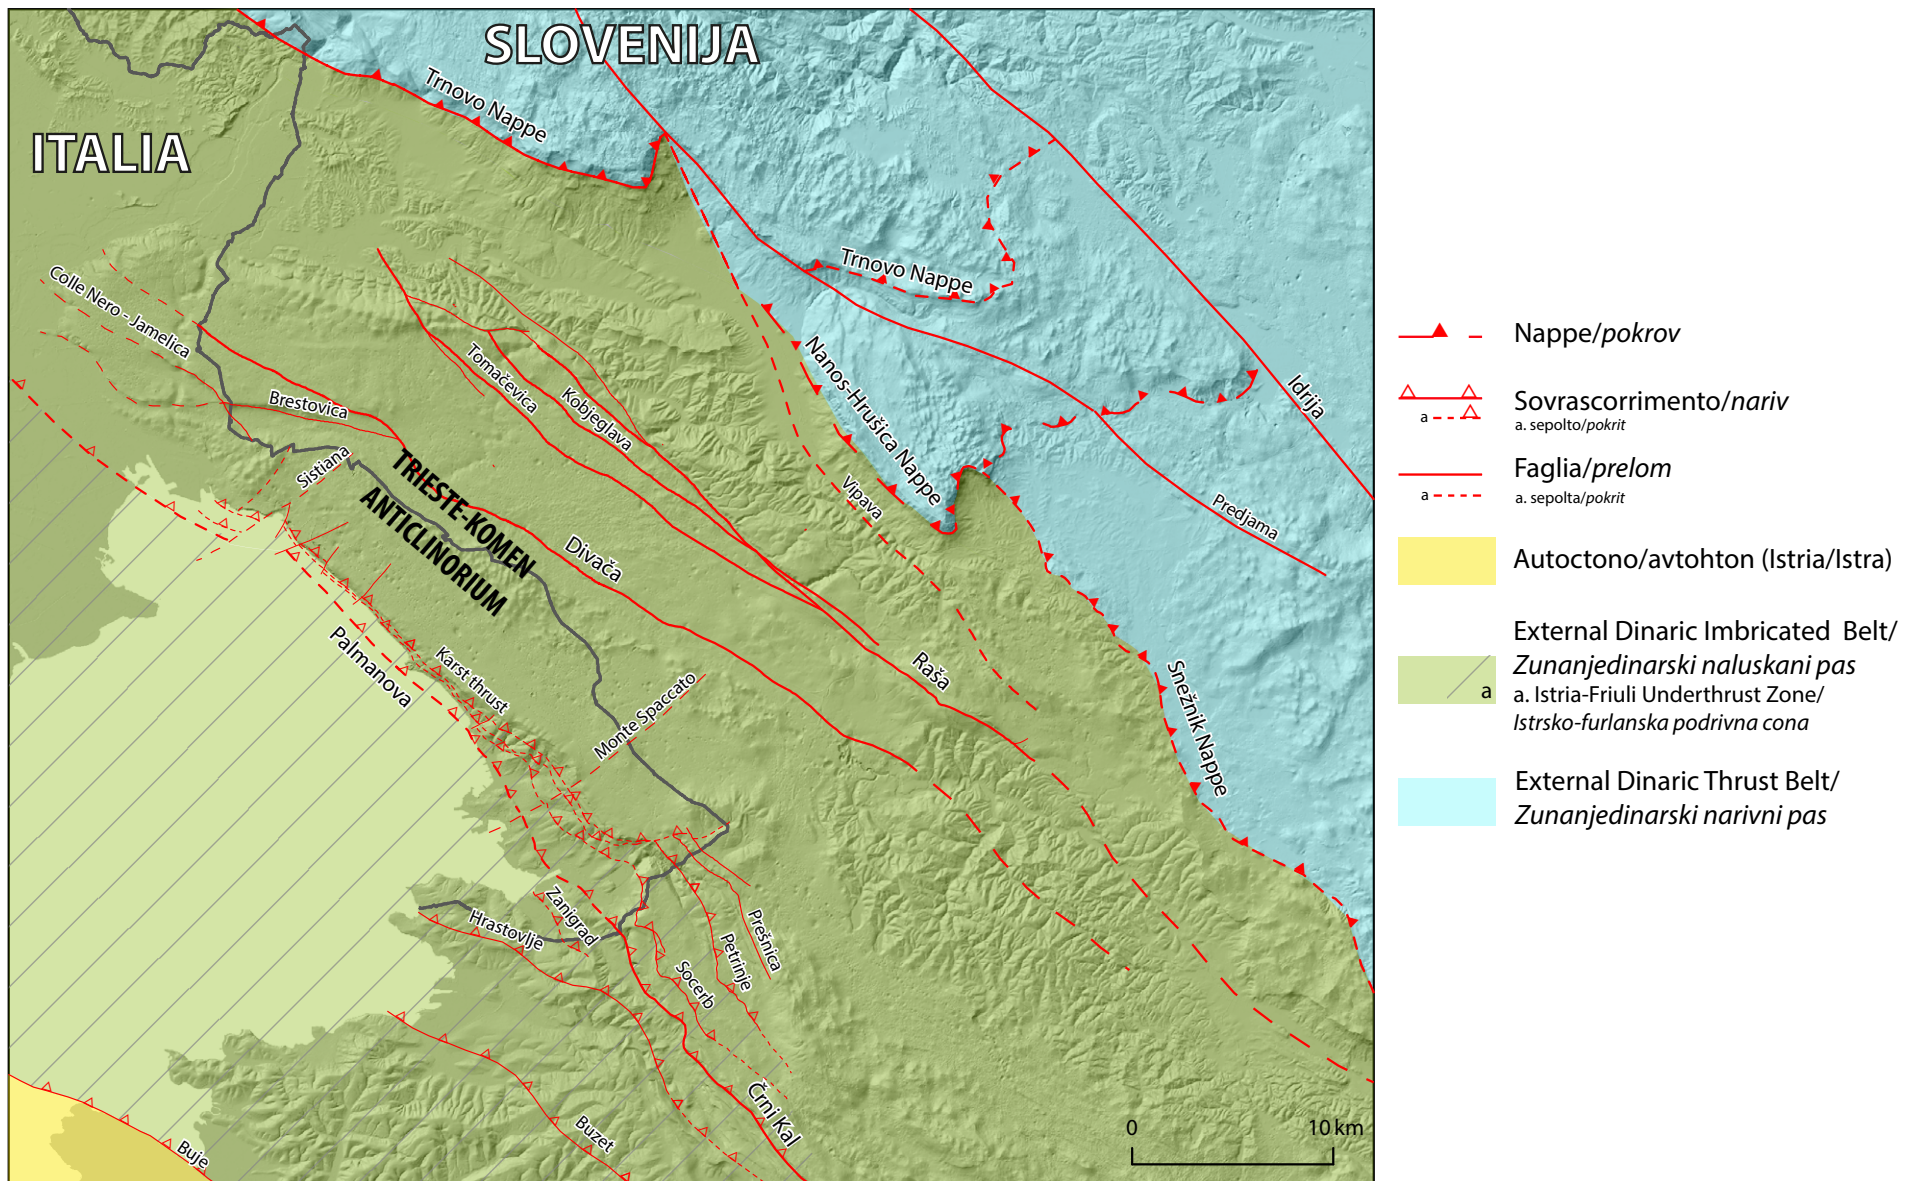 SLOVENIJA
ITALIA
Trnovo Nappe
Trnovo Nappe
Colle Nero - Jamelica
Brestovica
Tomačevica
Kobjeglava
Nanos-Hrušica Nappe
Idrija
Predjama
Vipava
Sistiana
TRIESTE-KOMEN
ANTICLINORIUM
Divača
Raša
Palmanova
Karst thrust
Monte Spaccato
Snežnik Nappe
Zanigrad
Hrastovlje
Socerb
Petrinje
Prešnica
Črni Kal
Buzet
Buje
0 10 km
Nappe/pokrov
Sovrascorrimento/nariv
a
a. sepolto/pokrit
Faglia/prelom
a
a. sepolta/pokrit
Autoctono/avtohton (Istria/Istra)
External Dinaric Imbricated Belt/
Zunanjedinarski naluskani pas
a
a. Istria-Friuli Underthrust Zone/
Istrsko-furlanska podrivna cona
External Dinaric Thrust Belt/
Zunanjedinarski narivni pas